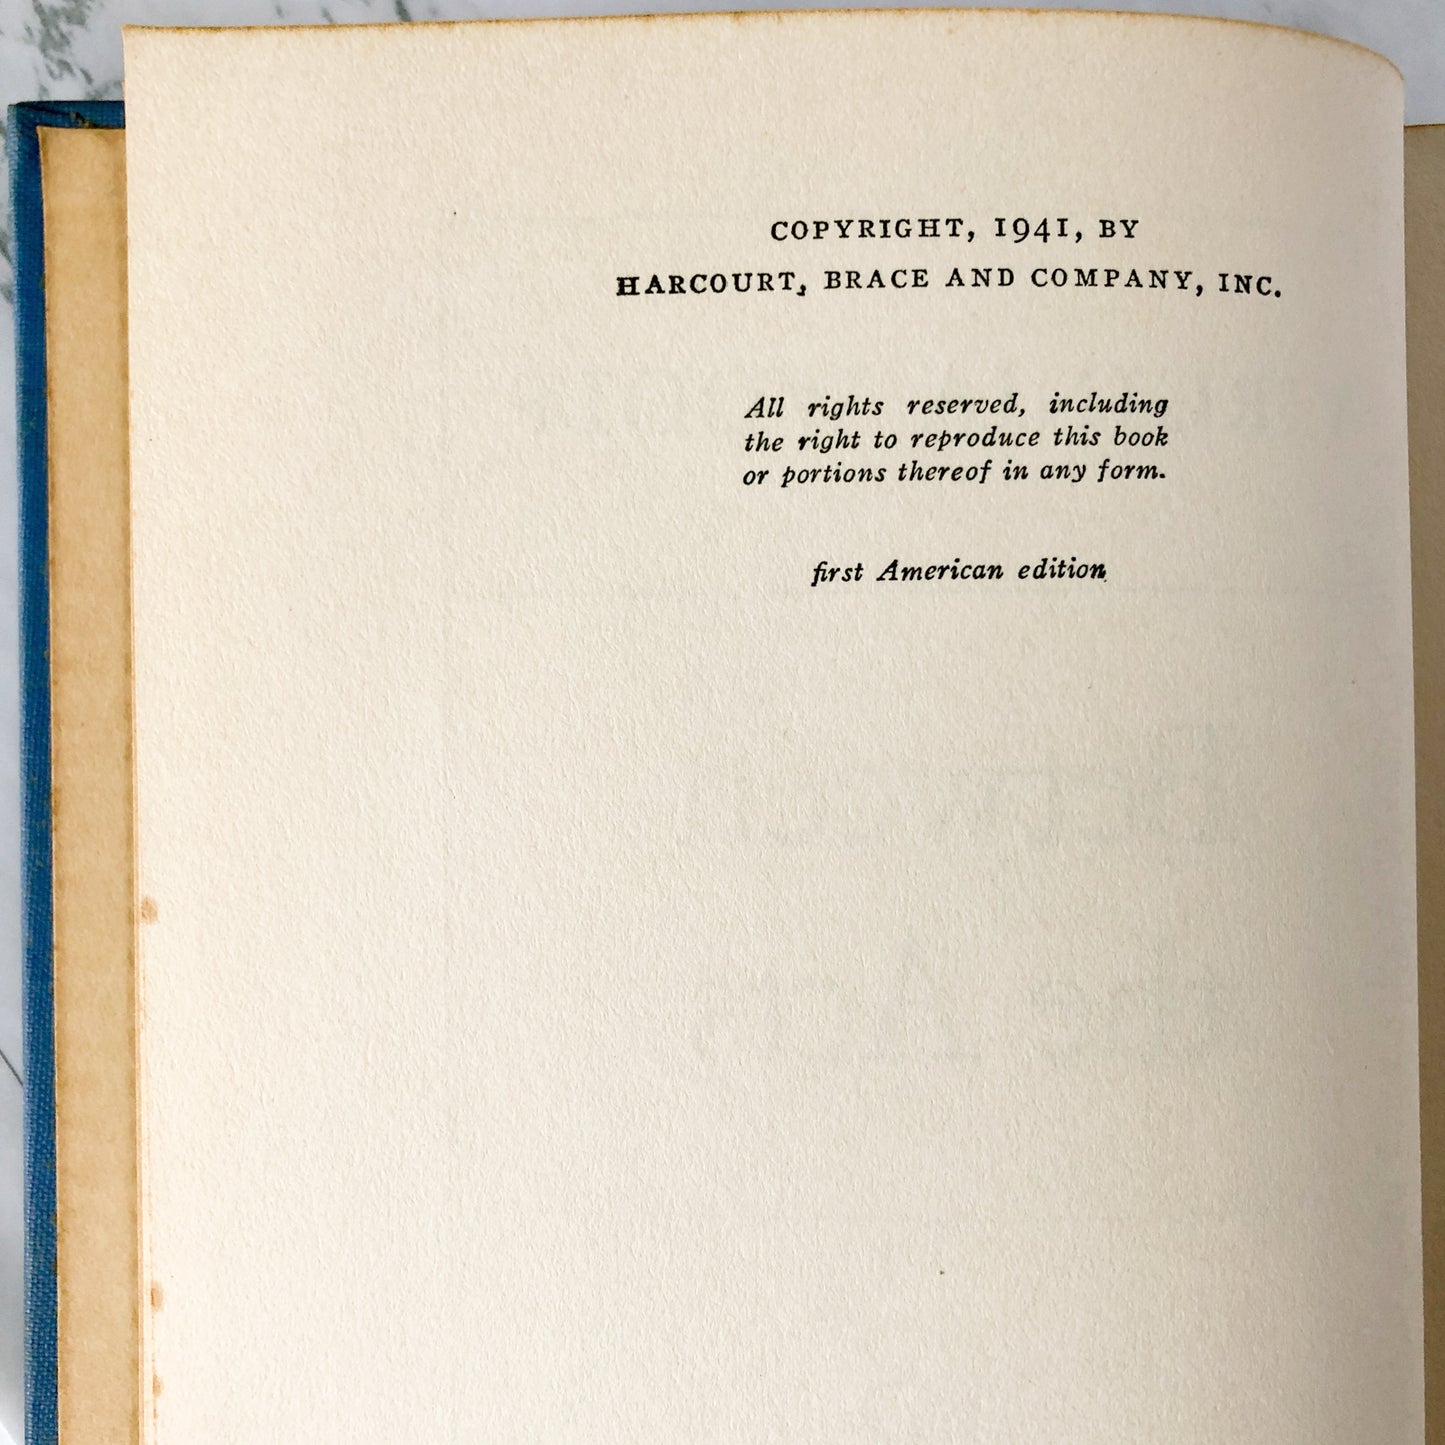 COPYRIGHT, 1941, BY
HARCOURT, BRACE AND COMPANY, INC.
All rights reserved, including
the right to reproduce this book
or portions thereof in any form.
first American edition